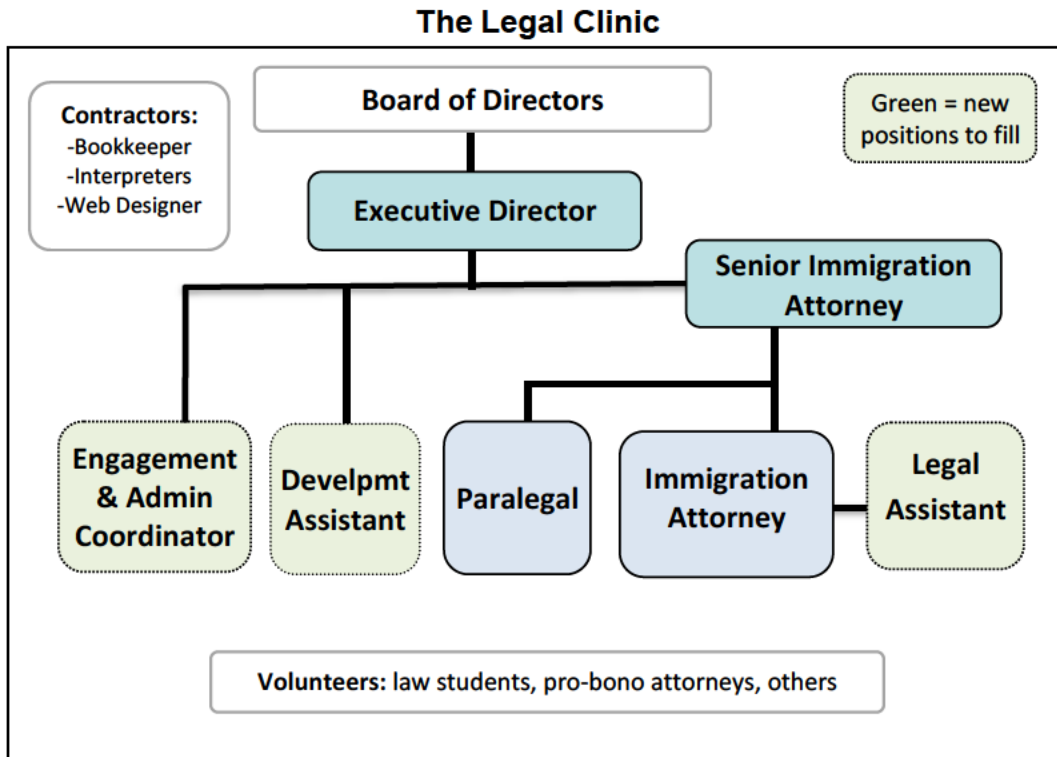 The Legal Clinic
Contractors:
-Bookkeeper
-Interpreters
-Web Designer
Board of Directors
Green = new
positions to fill
Executive Director
Senior Immigration
Attorney
Engagement
& Admin
Coordinator
Develpmt
Assistant
Paralegal
Immigration
Attorney
Legal
Assistant
Volunteers: law students, pro-bono attorneys, others